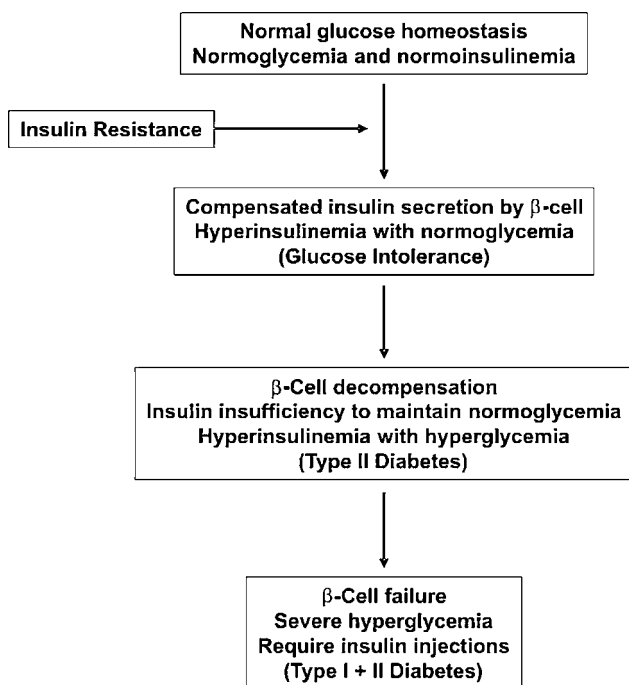 Normal glucose homeostasis
Normoglycemia and normoinsulinemia
Insulin Resistance
Compensated insulin secretion by β-cell
Hyperinsulinemia with normoglycemia
(Glucose Intolerance)
β-Cell decompensation
Insulin insufficiency to maintain normoglycemia
Hyperinsulinemia with hyperglycemia
(Type II Diabetes)
β-Cell failure
Severe hyperglycemia
Require insulin injections
(Type I + II Diabetes)